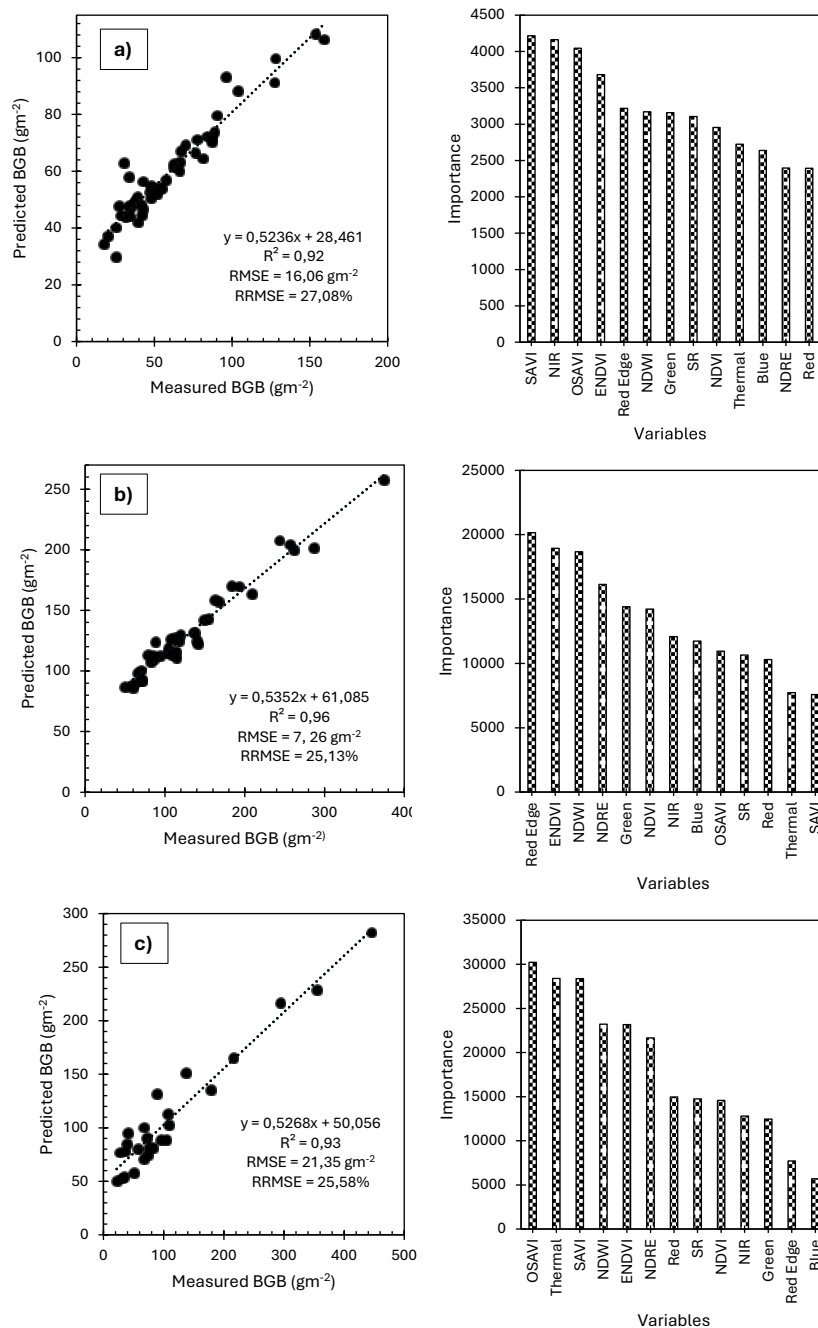 a)
Predicted BGB (gm-2)
100
80
60
40
20
0
y = 0,5236x + 28,461
R2 = 0,92
RMSE = 16,06 gm-2
RRMSE = 27,08%
0 50 100 150 200
Measured BGB (gm-2)
Importance
4500
4000
3500
3000
2500
2000
1500
1000
500
0
SAVI
NIR
OSAVI
ENDVI
Red Edge
NDWI
Green
SR
NDVI
Thermal
Blue
NDRE
Red
Variables
b)
Predicted BGB (gm-2)
250
200
150
100
50
0
y = 0,5352x + 61,085
R2 = 0,96
RMSE = 7, 26 gm-2
RRMSE = 25,13%
0 100 200 300 400
Measured BGB (gm-2)
Importance
25000
20000
15000
10000
5000
0
Red Edge
ENDVI
NDWI
NDRE
Green
NDVI
NIR
Blue
OSAVI
SR
Red
Thermal
SAVI
Variables
c)
Predicted BGB (gm-2)
300
250
200
150
100
50
0
y = 0,5268x + 50,056
R2 = 0,93
RMSE = 21,35 gm-2
RRMSE = 25,58%
0 100 200 300 400 500
Measured BGB (gm-2)
Importance
35000
30000
25000
20000
15000
10000
5000
0
OSAVI
Thermal
SAVI
NDWI
ENDVI
NDRE
Red
SR
NDVI
NIR
Green
Red Edge
Blue
Variables